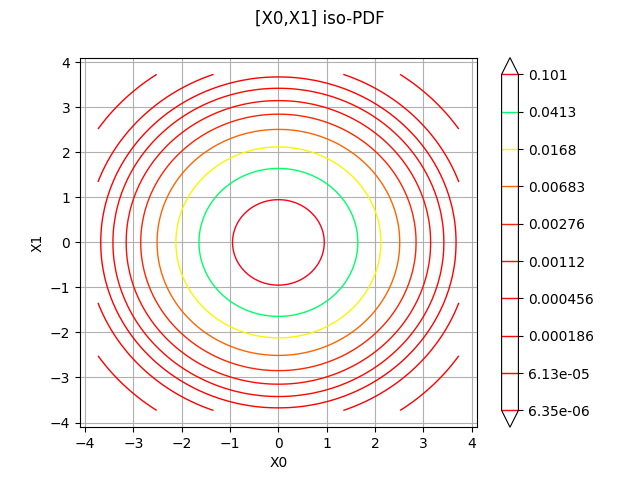 [X0,X1] iso-PDF
4
3
2
1
0
−1
−2
−3
−4
X1
−4 −3 −2 −1 0 1 2 3 4
X0
0.101
0.0413
0.0168
0.00683
0.00276
0.00112
0.000456
0.000186
6.13e-05
6.35e-06